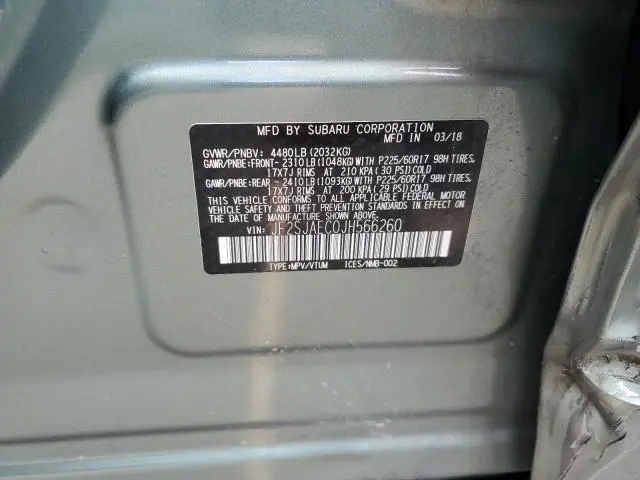 MFD. BY SUBARU CORPORATION
MFD IN 03/18
GVWR/PNBV: 4480LB (2032KG)
GAWR/PNBE:FRONT- 2310LB (1048KG) WITH P225/60R17 98H TIRES,
17X7J RIMS AT 210 KPA ( 30 PSI) COLD
GAWR/PNBE: REAR - 2410LB (1093KG) WITH P225/60R17 98H TIRES,
17X7J RIMS AT 200 KPA ( 29 PSI) COLD
THIS VEHICLE CONFORMS TO ALL APPLICABLE FEDERAL MOTOR
VEHICLE SAFETY AND THEFT PREVENTION STANDARDS IN EFFECT
ON THE DATE OF MANUFACTURE SHOWN ABOVE.
VIN: JF2SJAEC0JH566260
TYPE:MPV/VTUM ICES/NMB-002